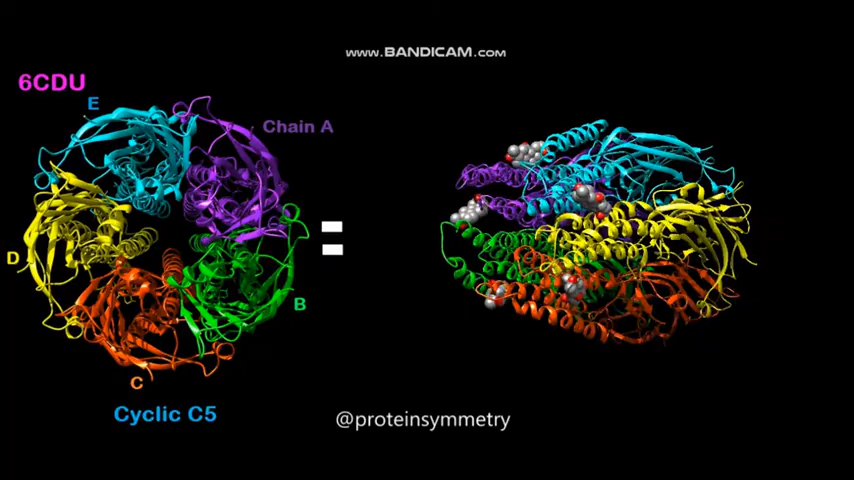 www.BANDICAM.com
6CDU
E
Chain A
D
B
C
Cyclic C5
@proteinsymmetry